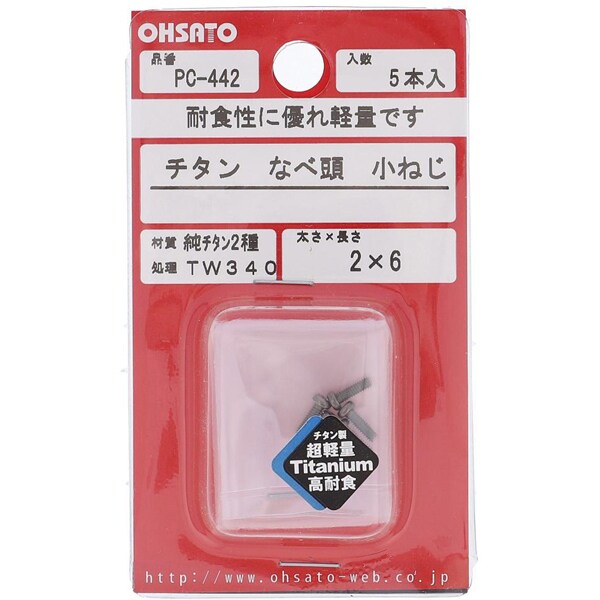 OHSATO
品番 PC-442
入数 5本入
耐食性に優れ軽量です
チタン なべ頭 小ねじ
材質 純チタン2種
処理 TW340
太さ×長さ
2×6
チタン製
超軽量
Titanium
高耐食
http://www.ohsato-web.co.jp